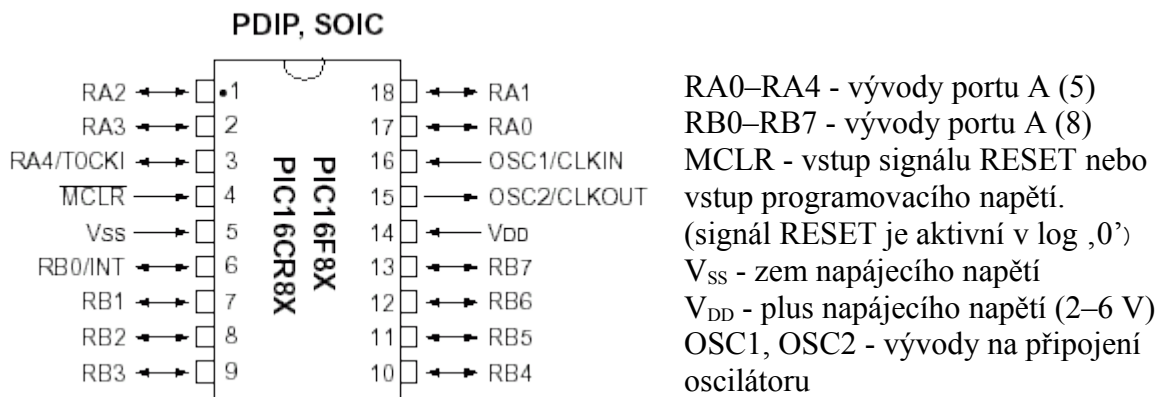 PDIP, SOIC
RA2 1 18 RA1
RA3 2 17 RA0
RA4/TOCKI 3 16 OSC1/CLKIN
MCLR 4 15 OSC2/CLKOUT
Vss 5 14 VDD
RB0/INT 6 13 RB7
RB1 7 12 RB6
RB2 8 11 RB5
RB3 9 10 RB4
PIC16F8X
PIC16CR8X
RA0–RA4 - vývody portu A (5)
RB0–RB7 - vývody portu A (8)
MCLR - vstup signálu RESET nebo
vstup programovacího napětí.
(signál RESET je aktivní v log ‚0’)
VSS - zem napájecího napětí
VDD - plus napájecího napětí (2–6 V)
OSC1, OSC2 - vývody na připojení
oscilátoru